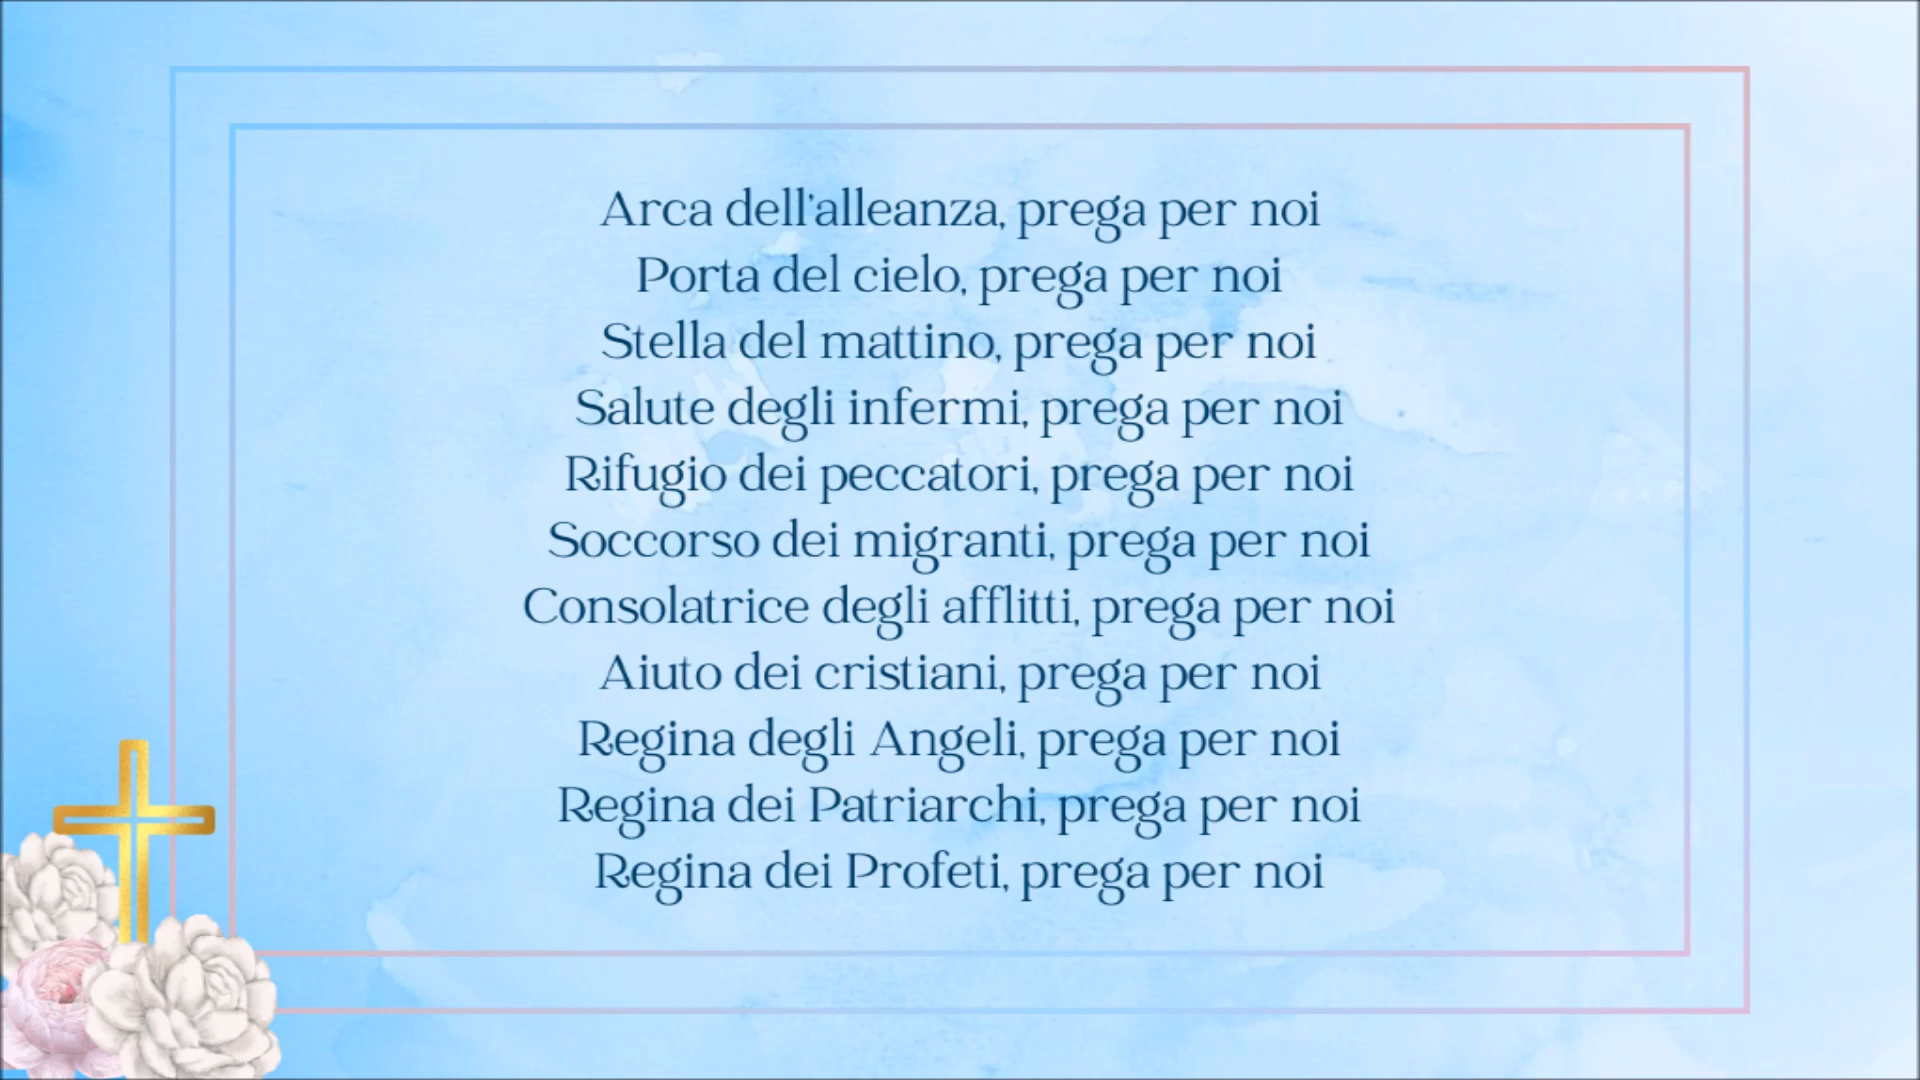 Arca dell'alleanza, prega per noi
Porta del cielo, prega per noi
Stella del mattino, prega per noi
Salute degli infermi, prega per noi
Rifugio dei peccatori, prega per noi
Soccorso dei migranti, prega per noi
Consolatrice degli afflitti, prega per noi
Aiuto dei cristiani, prega per noi
Regina degli Angeli, prega per noi
Regina dei Patriarchi, prega per noi
Regina dei Profeti, prega per noi